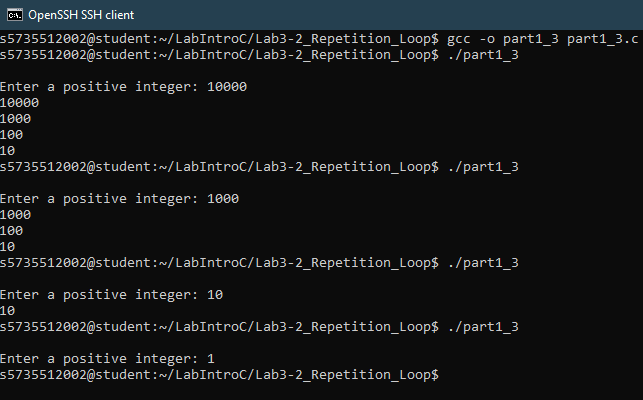 OpenSSH SSH client
s5735512002@student:~/LabIntroC/Lab3-2_Repetition_Loop$ gcc -o part1_3 part1_3.c
s5735512002@student:~/LabIntroC/Lab3-2_Repetition_Loop$ ./part1_3
Enter a positive integer: 10000
10000
1000
100
10
s5735512002@student:~/LabIntroC/Lab3-2_Repetition_Loop$ ./part1_3
Enter a positive integer: 1000
1000
100
10
s5735512002@student:~/LabIntroC/Lab3-2_Repetition_Loop$ ./part1_3
Enter a positive integer: 10
10
s5735512002@student:~/LabIntroC/Lab3-2_Repetition_Loop$ ./part1_3
Enter a positive integer: 1
s5735512002@student:~/LabIntroC/Lab3-2_Repetition_Loop$